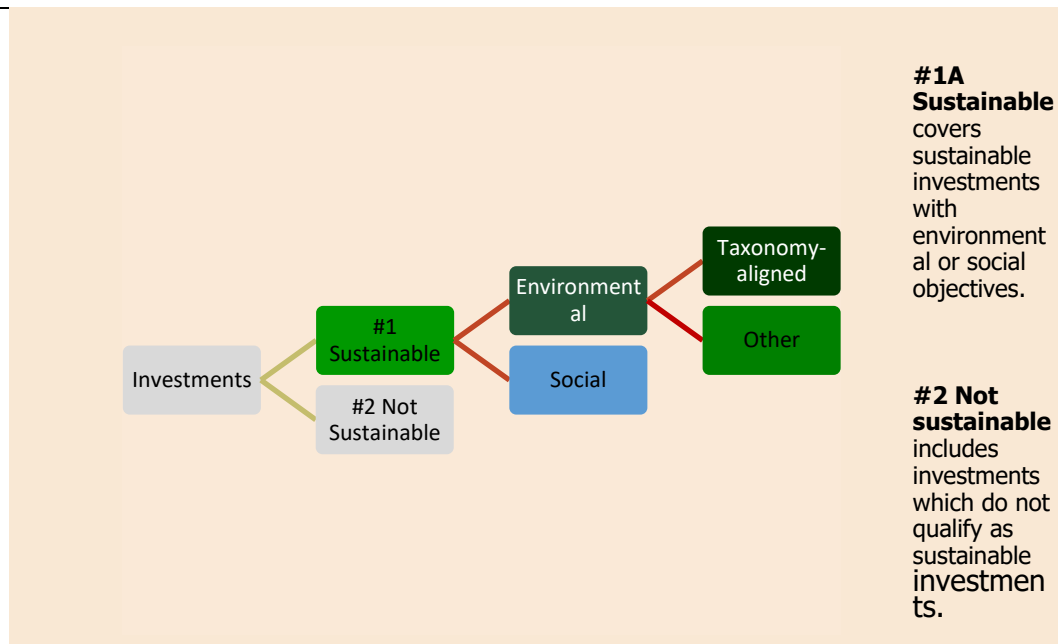 Investments
#1
Sustainable
#2 Not
Sustainable
Environment
al
Social
Taxonomy-
aligned
Other
#1A
Sustainable
covers
sustainable
investments
with
environment
al or social
objectives.
#2 Not
sustainable
includes
investments
which do not
qualify as
sustainable
investmen
ts.